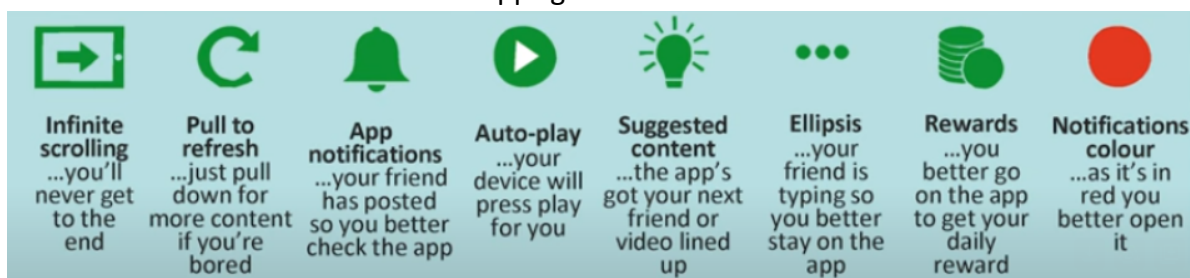 Infinite
scrolling
...you'll
never get
to the
end
Pull to
refresh
...just pull
down for
more content
if you're
bored
App
notifications
...your friend
has posted
so you better
check the app
Auto-play
...your
device will
press play
for you
Suggested
content
...the app's
got your next
friend or
video lined
up
Ellipsis
...your
friend is
typing so
you better
stay on the
app
Rewards
...you
better go
on the app
to get your
daily
reward
Notifications
colour
...as it's in
red you
better open
it